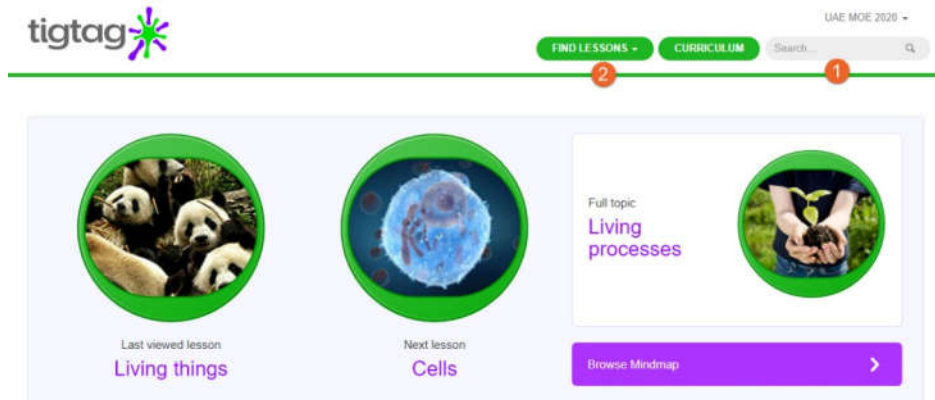 tigtag
UAE MOE 2020
FIND LESSONS
CURRICULUM
Search...
2
1
Full topic
Living
processes
Last viewed lesson
Living things
Next lesson
Cells
Browse Mindmap